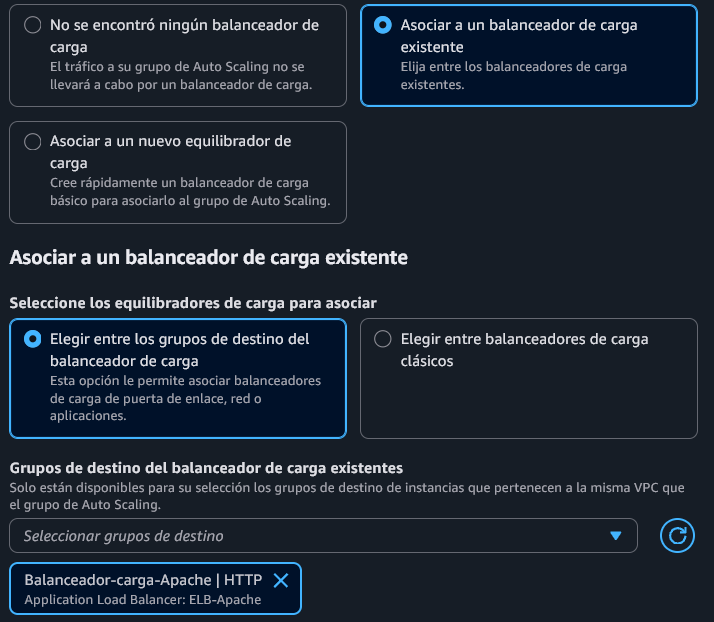 No se encontró ningún balanceador de
carga
El tráfico a su grupo de Auto Scaling no se
llevará a cabo por un balanceador de carga.
Asociar a un balanceador de carga
existente
Elija entre los balanceadores de carga
existentes.
Asociar a un nuevo equilibrador de
carga
Cree rápidamente un balanceador de carga
básico para asociarlo al grupo de Auto Scaling.
Asociar a un balanceador de carga existente
Seleccione los equilibradores de carga para asociar
Elegir entre los grupos de destino del
balanceador de carga
Esta opción le permite asociar balanceadores
de carga de puerta de enlace, red o
aplicaciones.
Elegir entre balanceadores de carga
clásicos
Grupos de destino del balanceador de carga existentes
Solo están disponibles para su selección los grupos de destino de instancias que pertenecen a la misma VPC que
el grupo de Auto Scaling.
Seleccionar grupos de destino
Balanceador-carga-Apache | HTTP
Application Load Balancer: ELB-Apache